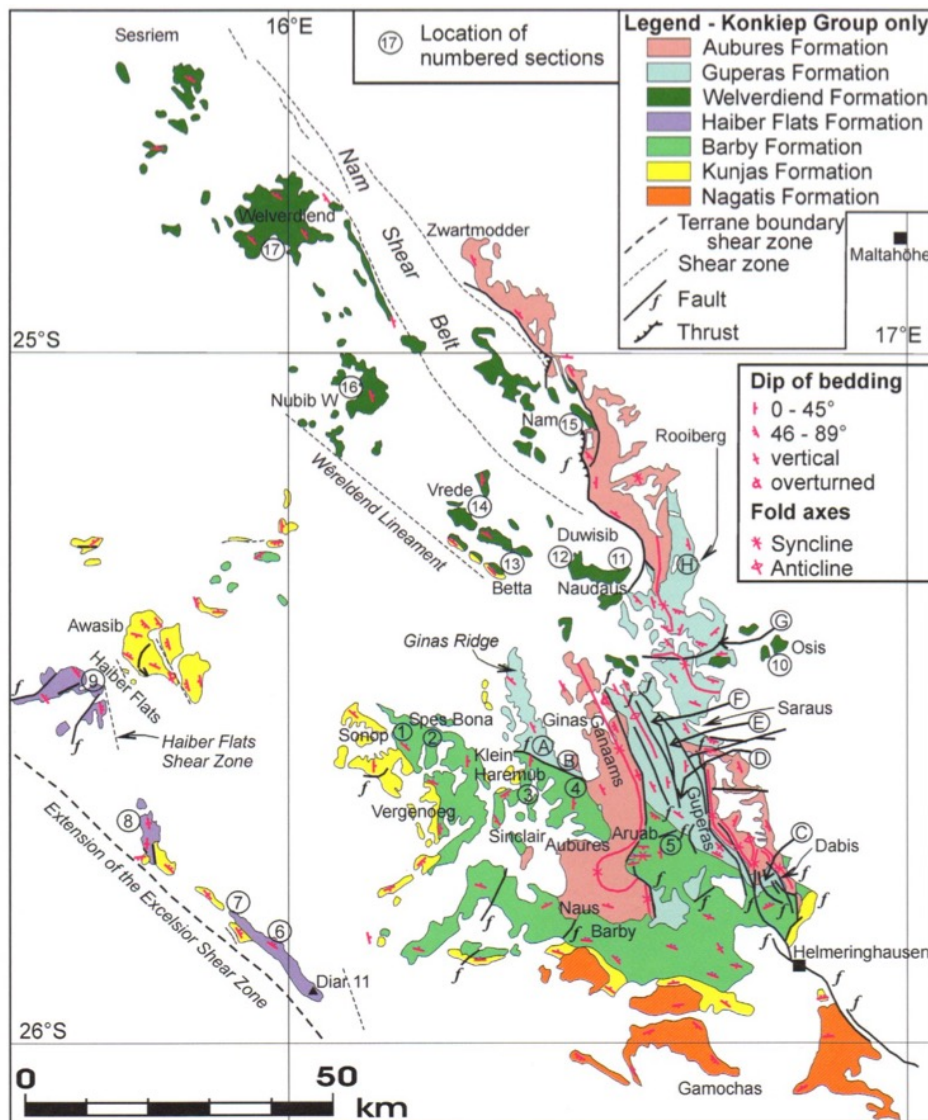 Sesriem
16°E
17 Location of
numbered sections
Legend - Konkiep Group only
Aubures Formation
Guperas Formation
Welverdiend Formation
Haiber Flats Formation
Barby Formation
Kunjas Formation
Nagatis Formation
Terrane boundary
shear zone
Shear zone
f Fault
Thrust
Maltahöhe
17°E
Dip of bedding
0 - 45°
46 - 89°
vertical
overturned
Fold axes
Syncline
Anticline
Nam
Shear
Belt
Welverdiend
17
Zwartmodder
25°S
16
Nubib W
Nam 15
f
Rooiberg
Wêreldend Lineament
Vrede
14
13
Betta
Duwisib
12
11
Naudaus
H
G
Osis
10
Awasib
Haiber Flats
9
f
f
Haiber Flats
Shear Zone
Ginas Ridge
F
Saraus
E
D
Spes Bona
1
2
Sonop
f
Klein
Haremub
3
f
A
B
4
Ginas
Ganaams
f
f
Guperas
Vergenoeg
Sinclair
Aubures
Aruab
5
f
f
C
Dabis
f
f
8
f
f
f
f
Naus
f
Barby
f
f
7
6
Extension of the Excelsior Shear Zone
Diar 11
Helmeringhausen
f
f
f
26°S
Gamochas
0
50
km